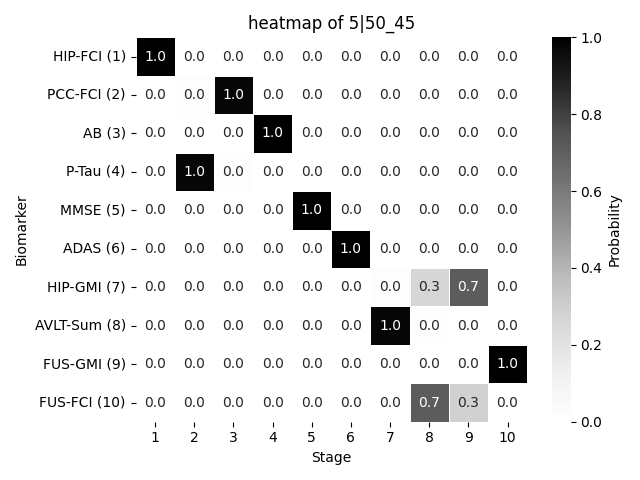 heatmap of 5|50_45
HIP-FCI (1) 1.0 0.0 0.0 0.0 0.0 0.0 0.0 0.0 0.0 0.0
PCC-FCI (2) 0.0 0.0 1.0 0.0 0.0 0.0 0.0 0.0 0.0 0.0
AB (3) 0.0 0.0 0.0 1.0 0.0 0.0 0.0 0.0 0.0 0.0
P-Tau (4) 0.0 1.0 0.0 0.0 0.0 0.0 0.0 0.0 0.0 0.0
MMSE (5) 0.0 0.0 0.0 0.0 1.0 0.0 0.0 0.0 0.0 0.0
ADAS (6) 0.0 0.0 0.0 0.0 0.0 1.0 0.0 0.0 0.0 0.0
HIP-GMI (7) 0.0 0.0 0.0 0.0 0.0 0.0 0.0 0.3 0.7 0.0
AVLT-Sum (8) 0.0 0.0 0.0 0.0 0.0 0.0 1.0 0.0 0.0 0.0
FUS-GMI (9) 0.0 0.0 0.0 0.0 0.0 0.0 0.0 0.0 0.0 1.0
FUS-FCI (10) 0.0 0.0 0.0 0.0 0.0 0.0 0.0 0.7 0.3 0.0
1 2 3 4 5 6 7 8 9 10
Stage
Biomarker
1.0
0.8
0.6
0.4
0.2
0.0
Probability